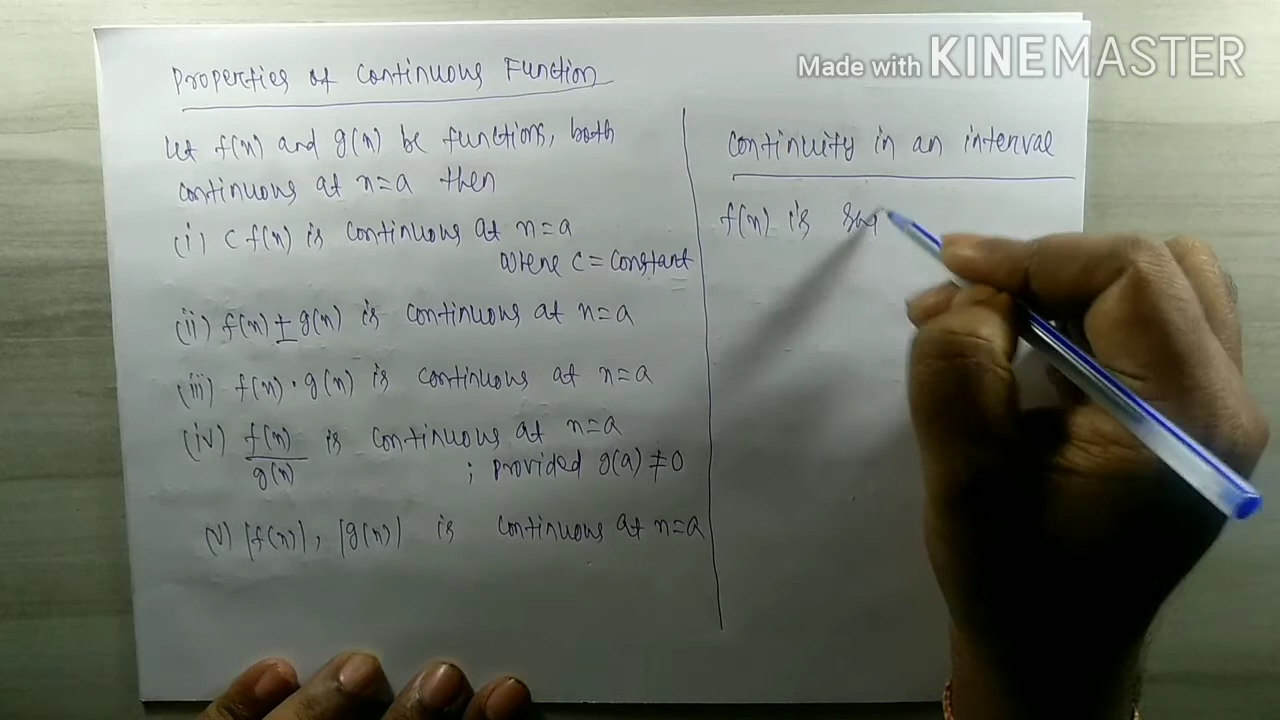 Made with KINEMASTER
Properties of Continuous Function
Let f(x) and g(x) be functions, both
continuous at x=a then
(i) C f(x) is continuous at x=a
Where C = Constant
(ii) f(x) ± g(x) is continuous at x=a
(iii) f(x) · g(x) is continuous at x=a
(iv) f(x)/g(x) is continuous at x=a
; provided g(a) ≠ 0
(v) |f(x)|, |g(x)| is continuous at x=a
Continuity in an interval
f(x) is